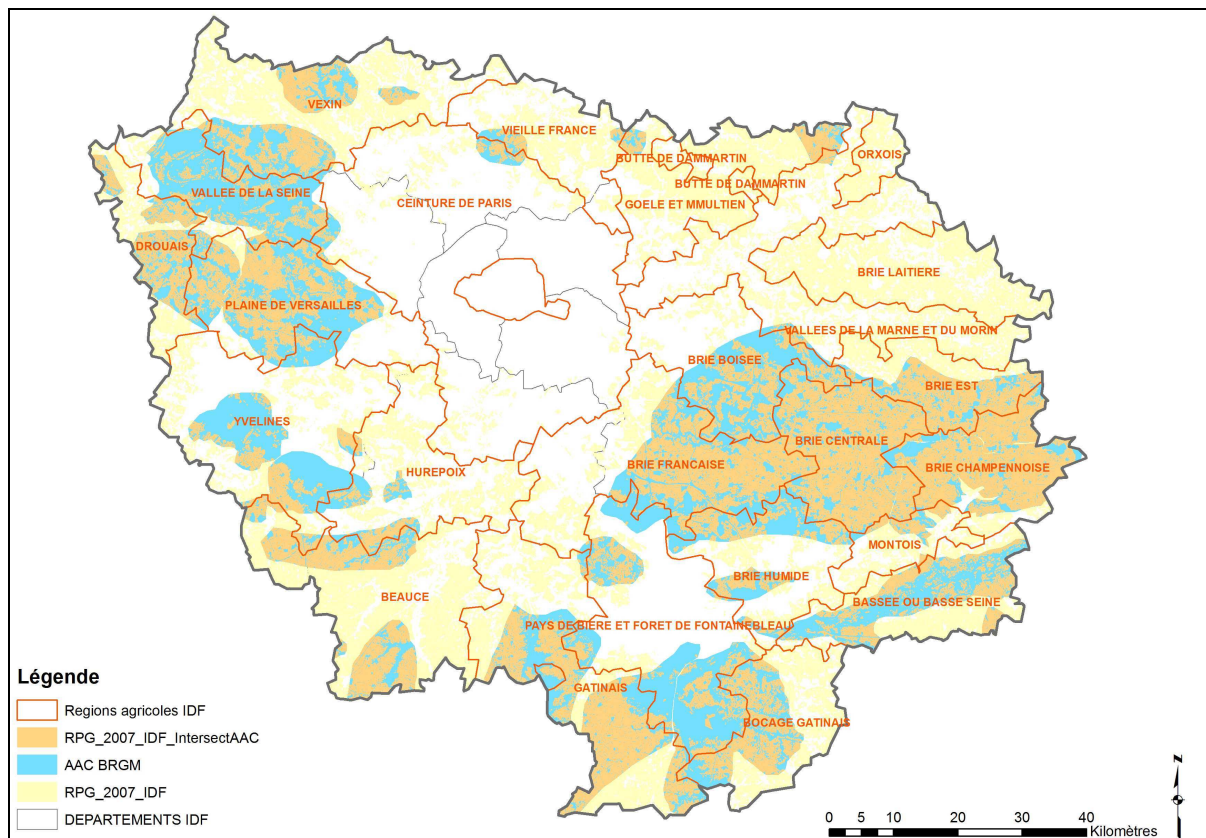 VEXIN
VIEILLE FRANCE
BUTTE DE DAMMARTIN
ORXOIS
BUTTE DE DAMMARTIN
VALLEE DE LA SEINE
CEINTURE DE PARIS
GOELE ET MMULTIEN
DROUAIS
BRIE LAITIERE
PLAINE DE VERSAILLES
VALLEES DE LA MARNE ET DU MORIN
BRIE BOISEE
BRIE EST
YVELINES
BRIE CENTRALE
HUREPOIX
BRIE FRANCAISE
BRIE CHAMPENNOISE
MONTOIS
BRIE HUMIDE
BEAUCE
BASSEE OU BASSE SEINE
PAYS DE BIERE ET FORET DE FONTAINEBLEAU
GATINAIS
BOCAGE GATINAIS
Légende
Regions agricoles IDF
RPG_2007_IDF_IntersectAAC
AAC BRGM
RPG_2007_IDF
DEPARTEMENTS IDF
N
0 5 10 20 30 40
Kilomètres